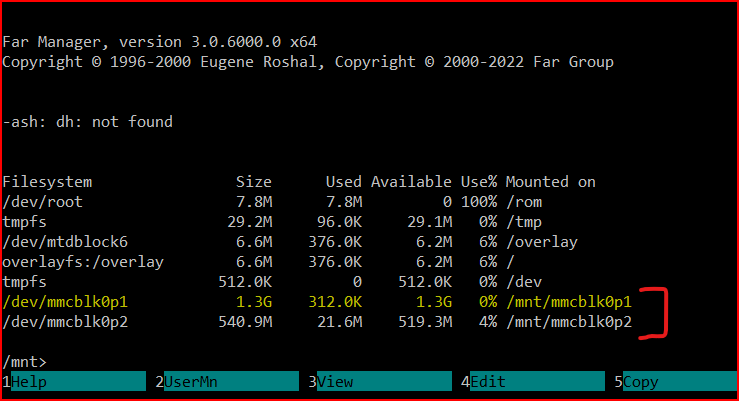 Far Manager, version 3.0.6000.0 x64
Copyright © 1996-2000 Eugene Roshal, Copyright © 2000-2022 Far Group
-ash: dh: not found
Filesystem Size Used Available Use% Mounted on
/dev/root 7.8M 7.8M 0 100% /rom
tmpfs 29.2M 96.0K 29.1M 0% /tmp
/dev/mtdblock6 6.6M 376.0K 6.2M 6% /overlay
overlayfs:/overlay 6.6M 376.0K 6.2M 6% /
tmpfs 512.0K 0 512.0K 0% /dev
/dev/mmcblk0p1 1.3G 312.0K 1.3G 0% /mnt/mmcblk0p1
/dev/mmcblk0p2 540.9M 21.6M 519.3M 4% /mnt/mmcblk0p2
/mnt>
1Help 2UserMn 3View 4Edit 5Copy